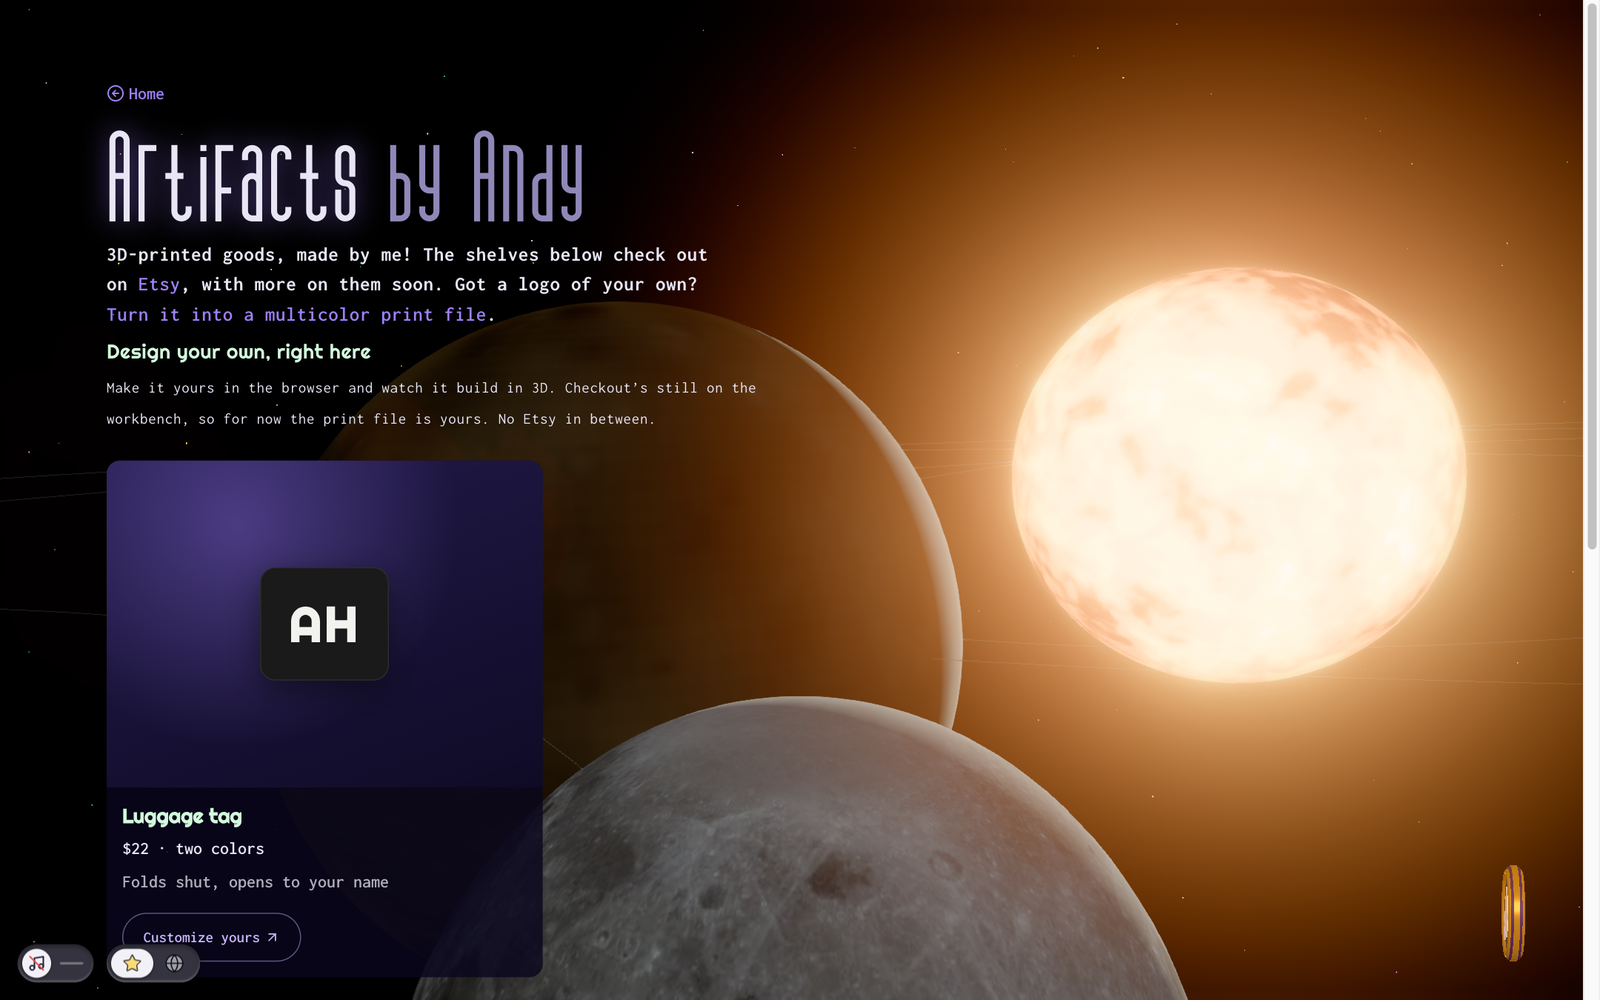 Home
Artifacts by Andy
3D-printed goods, made by me! The shelves below check out
on Etsy, with more on them soon. Got a logo of your own?
Turn it into a multicolor print file.
Design your own, right here
Make it yours in the browser and watch it build in 3D. Checkout’s still on the
workbench, so for now the print file is yours. No Etsy in between.
AH
Luggage tag
$22 · two colors
Folds shut, opens to your name
Customize yours ↗